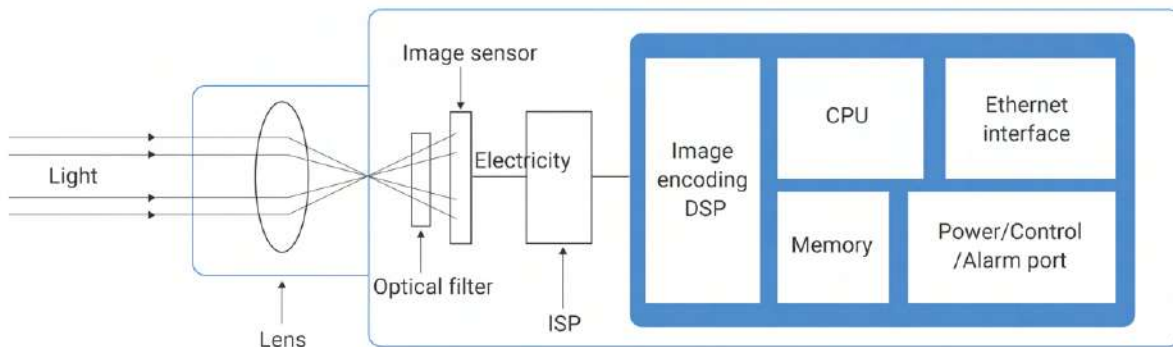 Image sensor
Light
Lens
Optical filter
Electricity
ISP
Image
encoding
DSP
CPU
Ethernet
interface
Memory
Power/Control
/Alarm port